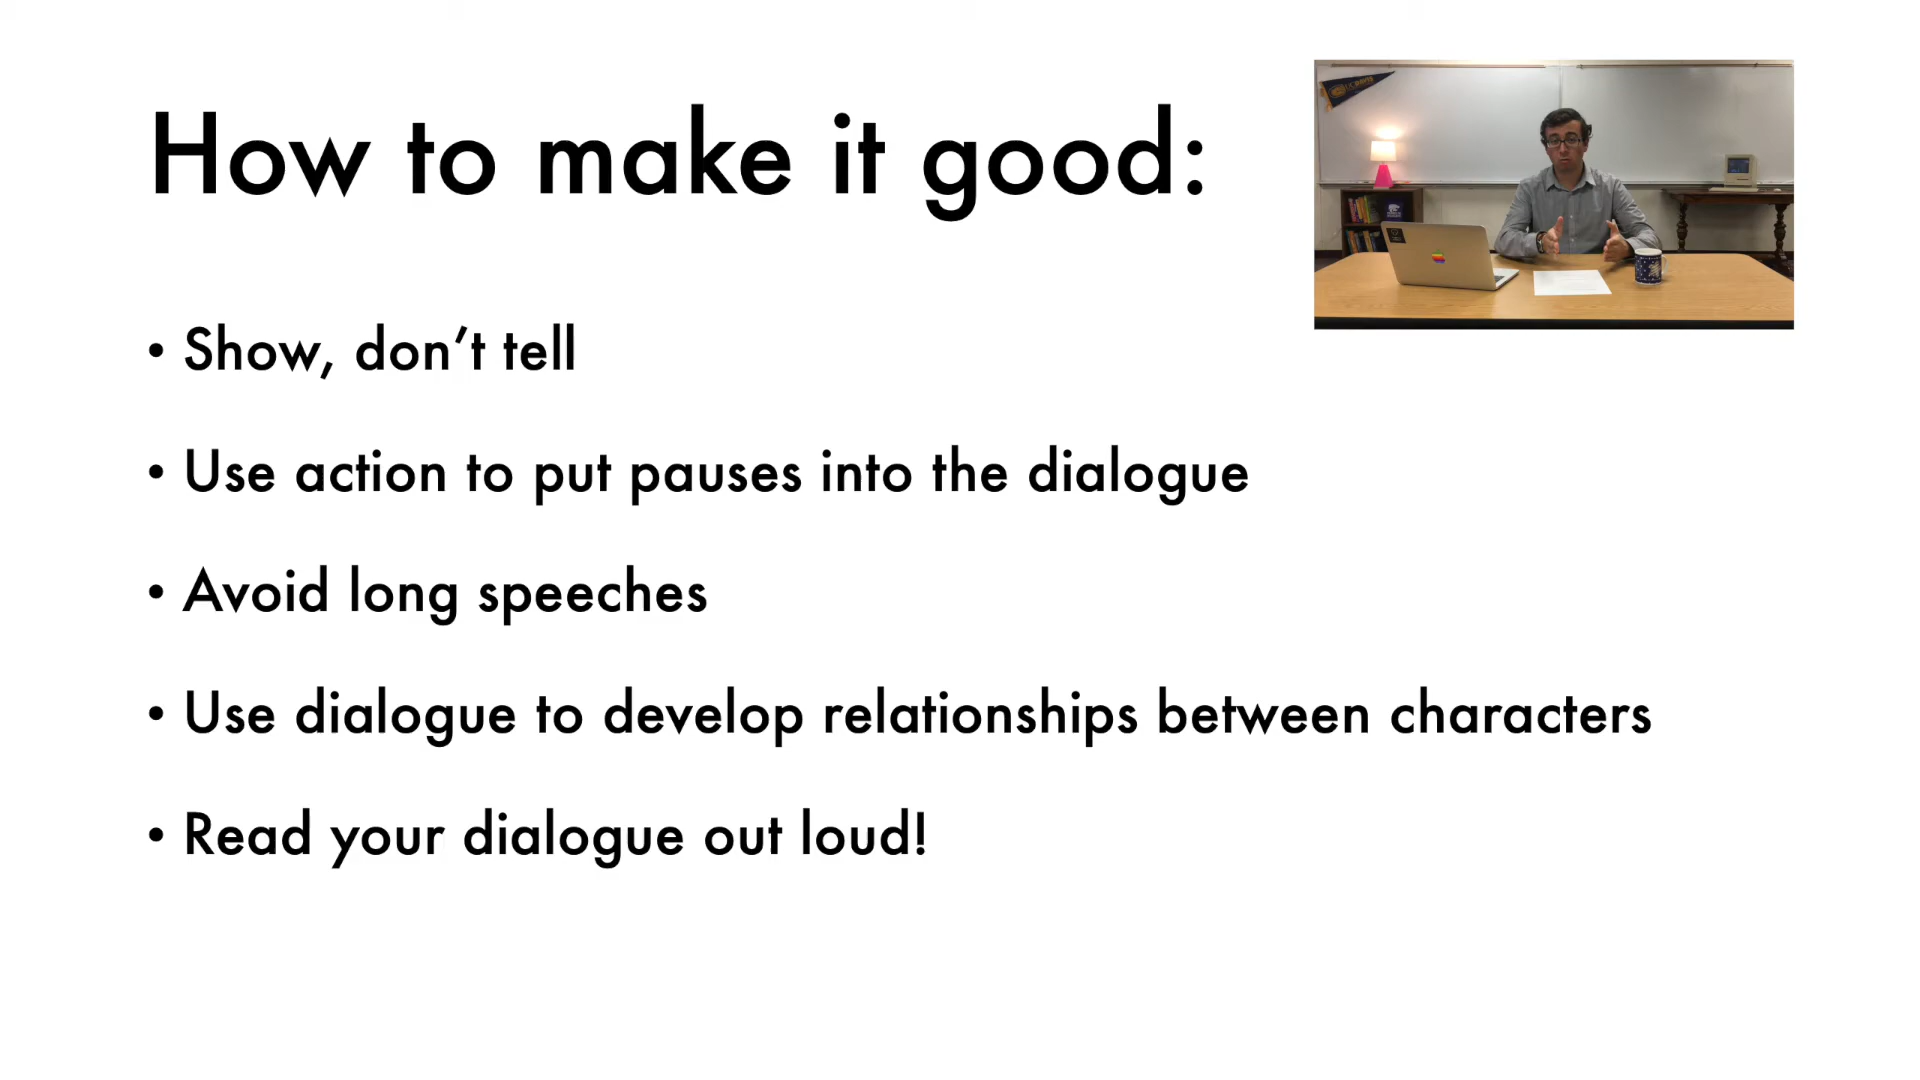 How to make it good:
• Show, don’t tell
• Use action to put pauses into the dialogue
• Avoid long speeches
• Use dialogue to develop relationships between characters
• Read your dialogue out loud!